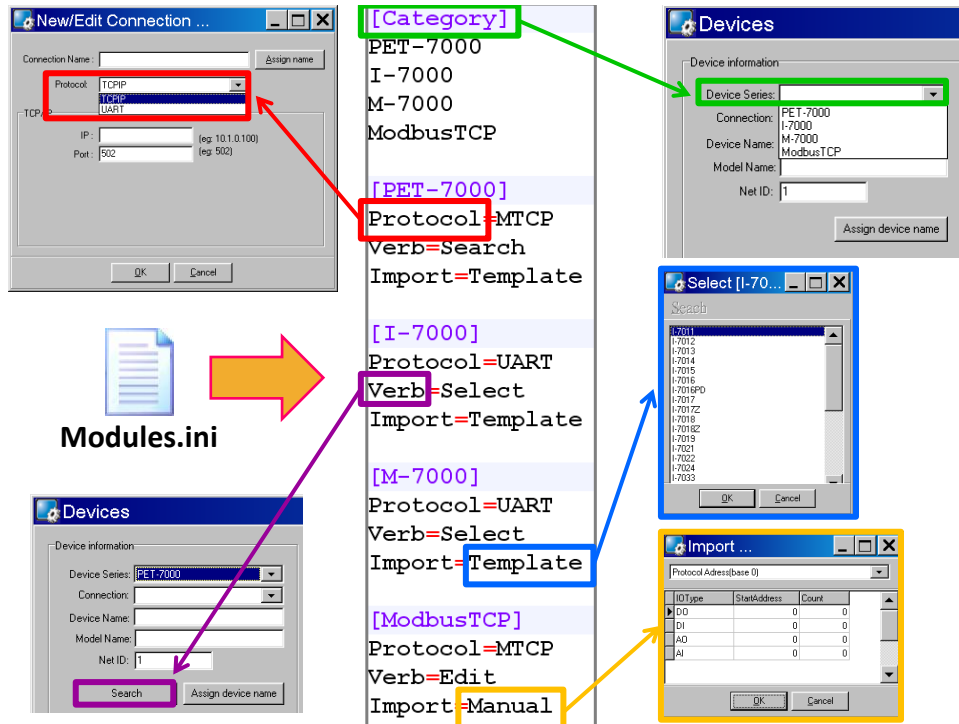 New/Edit Connection ...
Connection Name :
Assign name
Protocol:
TCPIP
TCPIP
UART
TCP/IP
IP :
(eg: 10.1.0.100)
Port :
502
(eg: 502)
OK
Cancel
Modules.ini
Devices
Device information
Device Series:
PET-7000
Connection:
Device Name:
Model Name:
Net ID:
1
Search
Assign device name
[Category]
PET-7000
I-7000
M-7000
ModbusTCP
[PET-7000]
Protocol=MTCP
Verb=Search
Import=Template
[I-7000]
Protocol=UART
Verb=Select
Import=Template
[M-7000]
Protocol=UART
Verb=Select
Import=Template
[ModbusTCP]
Protocol=MTCP
Verb=Edit
Import=Manual
Devices
Device information
Device Series:
Connection:
PET-7000
I-7000
M-7000
ModbusTCP
Device Name:
Model Name:
Net ID:
1
Assign device name
Select [I-70...
Seach
I-7011
I-7012
I-7013
I-7014
I-7015
I-7016
I-7016PD
I-7017
I-7017Z
I-7018
I-7018Z
I-7019
I-7021
I-7022
I-7024
I-7033
OK
Cancel
Import ...
Protocol Adress(base 0)
IOType StartAddress Count
DO 0 0
DI 0 0
AO 0 0
AI 0 0
OK
Cancel